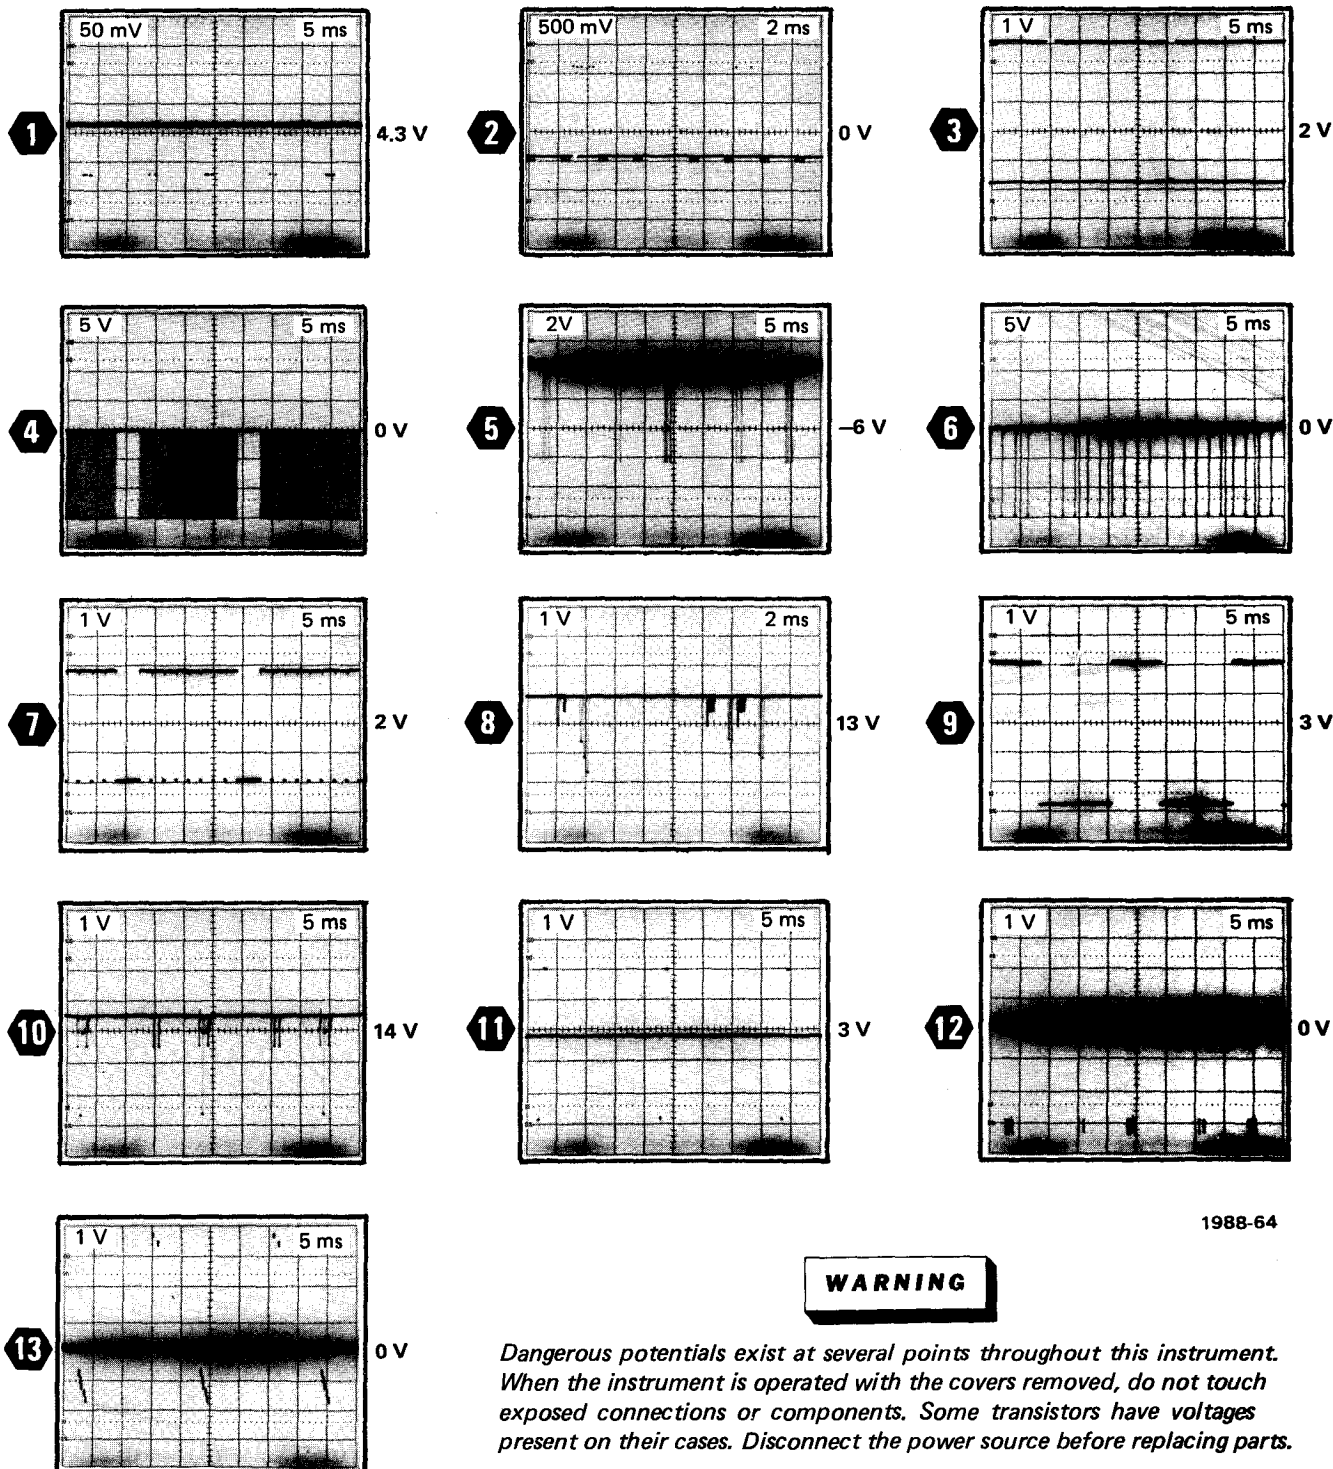 50 mV 5 ms
1 4.3 V
500 mV 2 ms
2 0 V
1 V 5 ms
3 2 V
5 V 5 ms
4 0 V
2V 5 ms
5 –6 V
5V 5 ms
6 0 V
1 V 5 ms
7 2 V
1 V 2 ms
8 13 V
1 V 5 ms
9 3 V
1 V 5 ms
10 14 V
1 V 5 ms
11 3 V
1 V 5 ms
12 0 V
1 V 5 ms
13 0 V
1988-64
WARNING
Dangerous potentials exist at several points throughout this instrument.
When the instrument is operated with the covers removed, do not touch
exposed connections or components. Some transistors have voltages
present on their cases. Disconnect the power source before replacing parts.